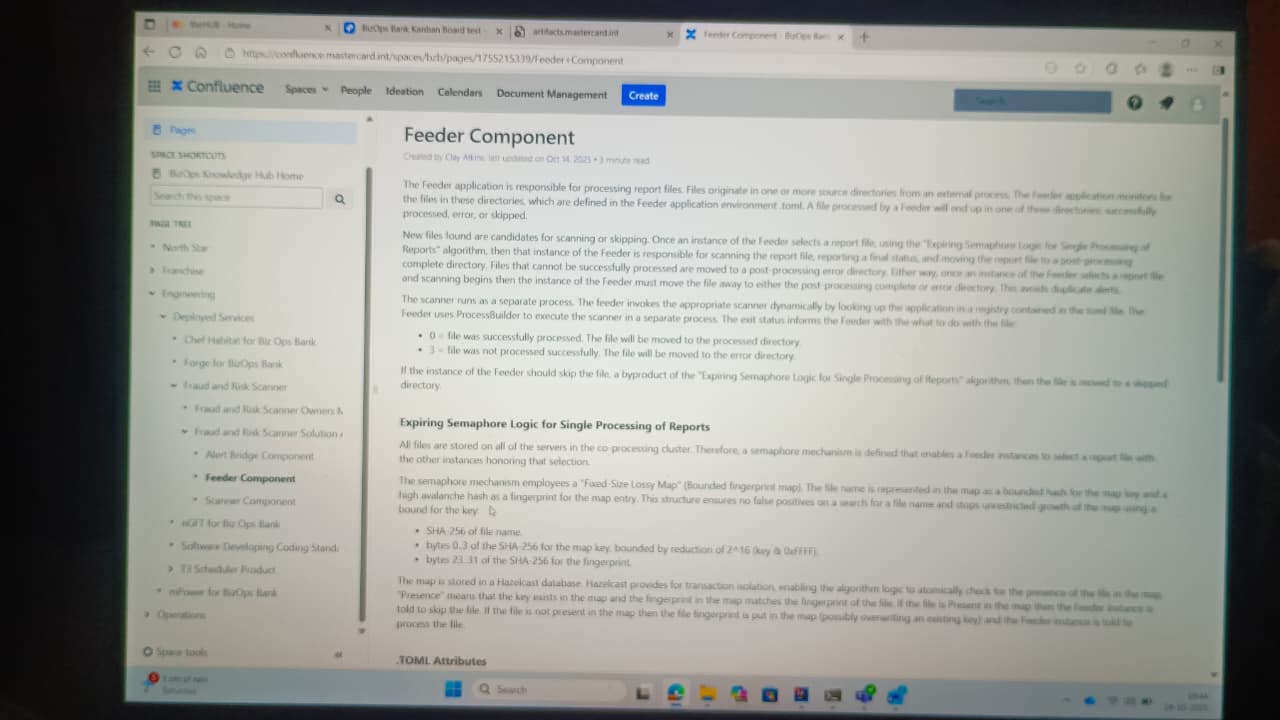 theHUB - Home
BizOps Bank Kanban Board test
artifacts.mastercard.int
Feeder Component - BizOps Ban
https://confluence.mastercard.int/spaces/bzb/pages/1755215339/Feeder+Component
Confluence
Spaces
People
Ideation
Calendars
Document Management
Create
Search
Pages
SPACE SHORTCUTS
BizOps Knowledge Hub Home
Search this space
PAGE TREE
North Star
Franchise
Engineering
Deployed Services
Chef Habitat for Biz Ops Bank
Forge for BizOps Bank
Fraud and Risk Scanner
Fraud and Risk Scanner Owners M
Fraud and Risk Scanner Solution A
Alert Bridge Component
Feeder Component
Scanner Component
nGFT for Biz Ops Bank
Software Developing Coding Standa
T3 Scheduler Product
mPower for BizOps Bank
Operations
Space tools
Feeder Component
Created by Clay Atkins, last updated on Oct 14, 2025 • 3 minute read
The Feeder application is responsible for processing report files. Files originate in one or more source directories from an external process. The Feeder application monitors for
the files in these directories, which are defined in the Feeder application environment .toml. A file processed by a Feeder will end up in one of three directories: successfully
processed, error, or skipped.
New files found are candidates for scanning or skipping. Once an instance of the Feeder selects a report file, using the "Expiring Semaphore Logic for Single Processing of
Reports" algorithm, then that instance of the Feeder is responsible for scanning the report file, reporting a final status, and moving the report file to a post-processing
complete directory. Files that cannot be successfully processed are moved to a post-processing error directory. Either way, once an instance of the Feeder selects a report file
and scanning begins then the instance of the Feeder must move the file away to either the post-processing complete or error directory. This avoids duplicate alerts.
The scanner runs as a separate process. The feeder invokes the appropriate scanner dynamically by looking up the application in a registry contained in the toml file. The
Feeder uses ProcessBuilder to execute the scanner in a separate process. The exit status informs the Feeder with the what to do with the file:
• 0 = file was successfully processed. The file will be moved to the processed directory.
• 3 = file was not processed successfully. The file will be moved to the error directory.
If the instance of the Feeder should skip the file, a byproduct of the "Expiring Semaphore Logic for Single Processing of Reports" algorithm, then the file is moved to a skipped
directory.
Expiring Semaphore Logic for Single Processing of Reports
All files are stored on all of the servers in the co-processing cluster. Therefore, a semaphore mechanism is defined that enables a Feeder instances to select a report file with
the other instances honoring that selection.
The semaphore mechanism employees a "Fixed-Size Lossy Map" (Bounded fingerprint map). The file name is represented in the map as a bounded hash for the map key and a
high avalanche hash as a fingerprint for the map entry. This structure ensures no false positives on a search for a file name and stops unrestricted growth of the map using a
bound for the key:
• SHA-256 of file name.
• bytes 0..3 of the SHA-256 for the map key, bounded by reduction of 2^16 (key & 0xFFFF).
• bytes 23..31 of the SHA-256 for the fingerprint.
The map is stored in a Hazelcast database. Hazelcast provides for transaction isolation, enabling the algorithm logic to atomically check for the presence of the file in the map.
"Presence" means that the key exists in the map and the fingerprint in the map matches the fingerprint of the file. If the file is Present in the map then the Feeder instance is
told to skip the file. If the file is not present in the map then the file fingerprint is put in the map (possibly overwriting an existing key) and the Feeder instance is told to
process the file.
.TOML Attributes
Search